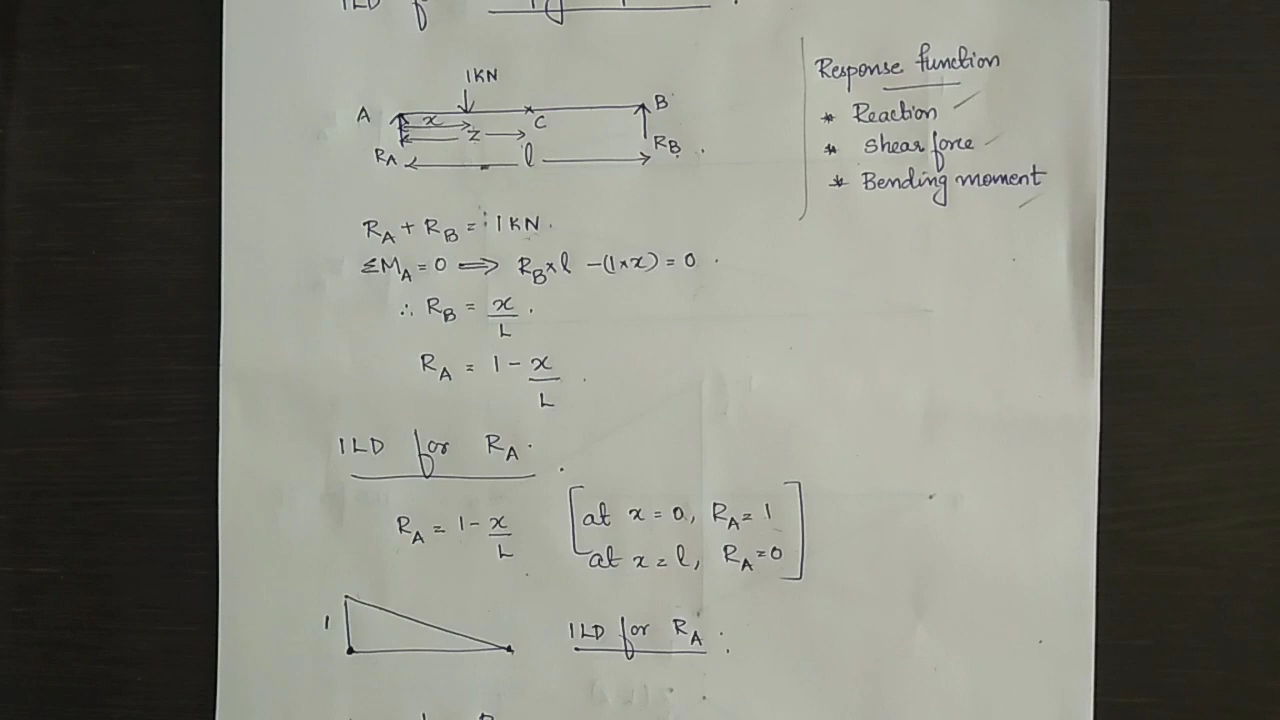 ILD
1KN
A
B
x
z
C
RA
l
RB
RA + RB = 1KN.
ΣMA = 0 ⟹ RB×l - (1×x) = 0
∴ RB = x/L
RA = 1 - x/L
ILD for RA.
RA = 1 - x/L
[at x = 0, RA = 1
at x = l, RA = 0]
1
ILD for RA
Response function
* Reaction
* Shear force
* Bending moment